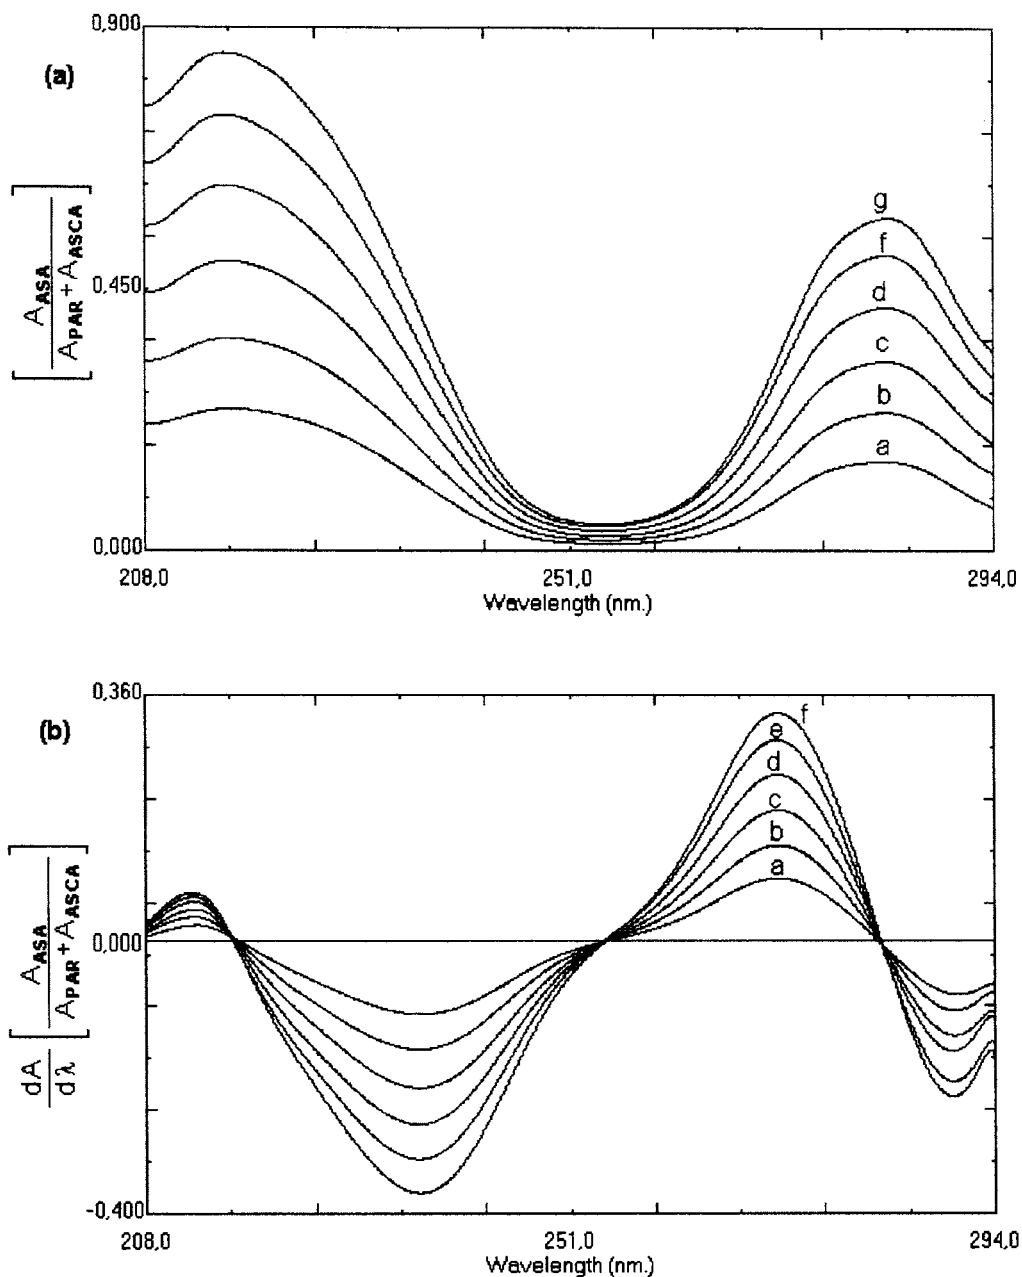 (a)
0,900
0.450
0.000
[ A_ASA / A_PAR + A_ASCA ]
g
f
d
c
b
a
208,0 251,0 294,0
Wavelength (nm.)
(b)
0,360
0,000
-0,400
dA / dλ [ A_ASA / A_PAR + A_ASCA ]
f
e
d
c
b
a
208,0 251,0 294,0
Wavelength (nm.)